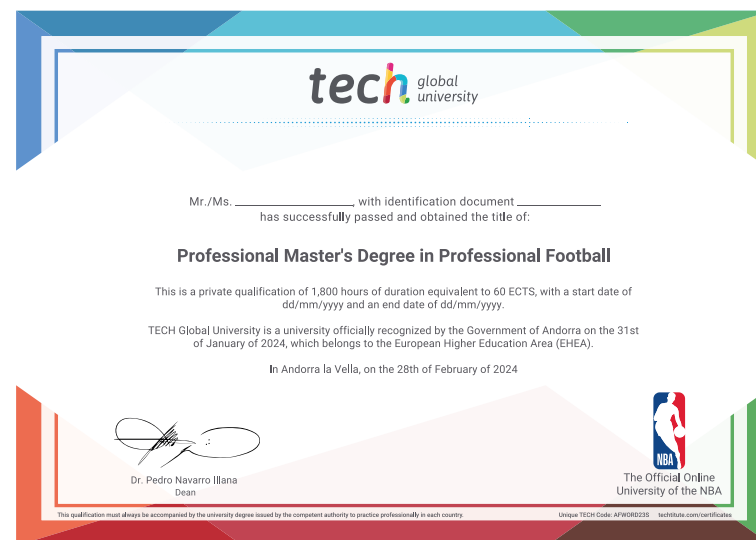 tech global
university
Mr./Ms. ________________, with identification document ____________
has successfully passed and obtained the title of:
Professional Master's Degree in Professional Football
This is a private qualification of 1,800 hours of duration equivalent to 60 ECTS, with a start date of
dd/mm/yyyy and an end date of dd/mm/yyyy.
TECH Global University is a university officially recognized by the Government of Andorra on the 31st
of January of 2024, which belongs to the European Higher Education Area (EHEA).
In Andorra la Vella, on the 28th of February of 2024
NBA
Dr. Pedro Navarro Illana
Dean
The Official Online
University of the NBA
This qualification must always be accompanied by the university degree issued by the competent authority to practice professionally in each country.
Unique TECH Code: AFWORD23S techtitute.com/certificates